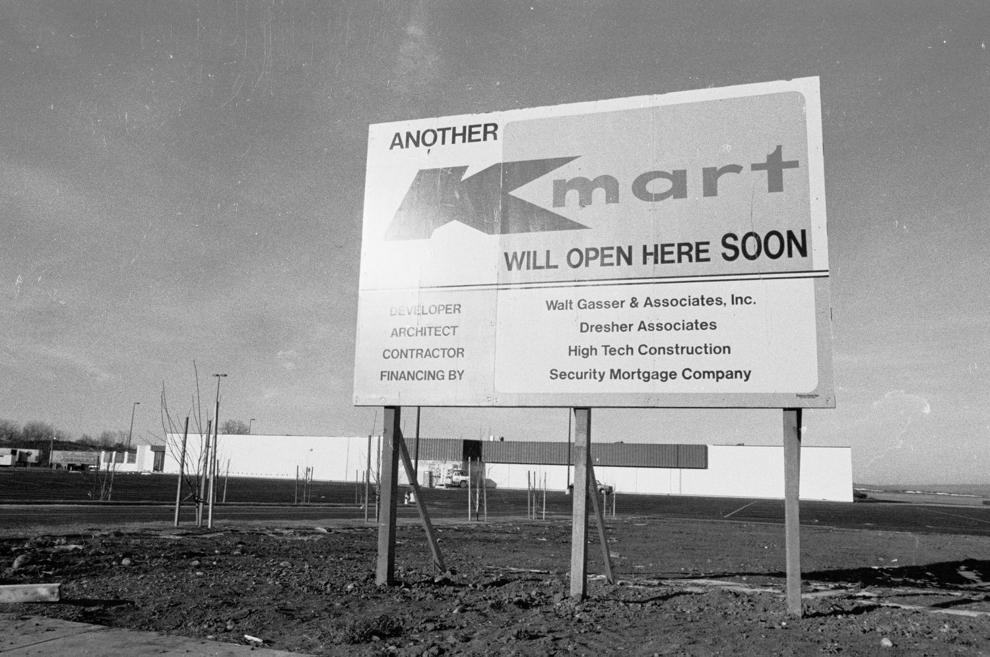 ANOTHER
Kmart
WILL OPEN HERE SOON
DEVELOPER Walt Gasser & Associates, Inc.
ARCHITECT Dresher Associates
CONTRACTOR High Tech Construction
FINANCING BY Security Mortgage Company